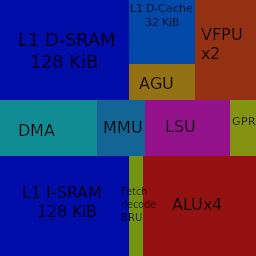 L1 D-SRAM
128 KiB
L1 D-Cache
32 KiB
VFPU
x2
AGU
DMA
MMU
LSU
GPR
L1 I-SRAM
128 KiB
Fetch
decode
BRU
ALUx4